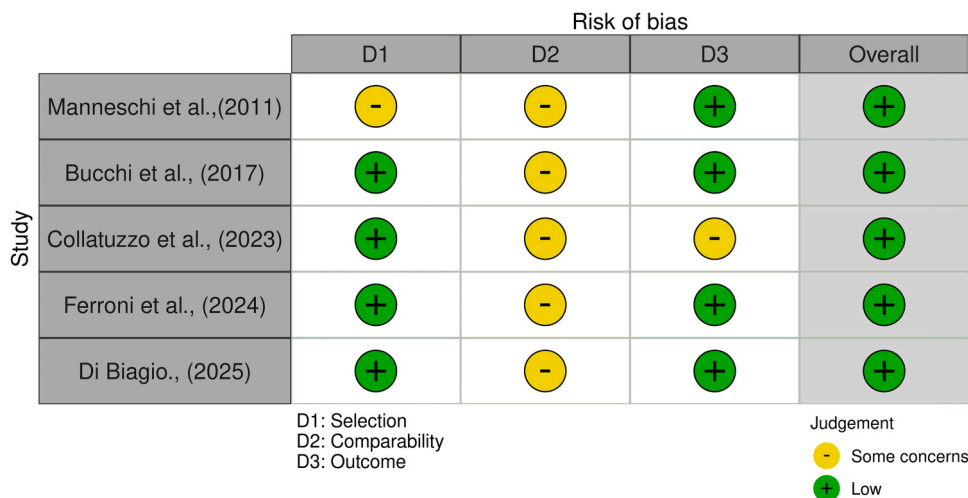 Risk of bias
D1 D2 D3 Overall
Study
Manneschi et al.,(2011) - - + +
Bucchi et al., (2017) + - + +
Collatuzzo et al., (2023) + - - +
Ferroni et al., (2024) + - + +
Di Biagio., (2025) + - + +
D1: Selection
D2: Comparability
D3: Outcome
Judgement
- Some concerns
+ Low